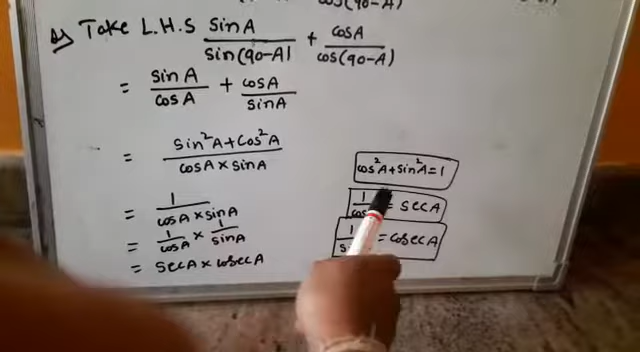 cos(90-A)
Take L.H.S sinA/sin(90-A) + cosA/cos(90-A)
= sinA/cosA + cosA/sinA
= sin²A+cos²A/cosA×sinA
= 1/cosA×sinA
= 1/cosA × 1/sinA
= secA×cosecA
cos²A+sin²A=1
= secA
= cosecA